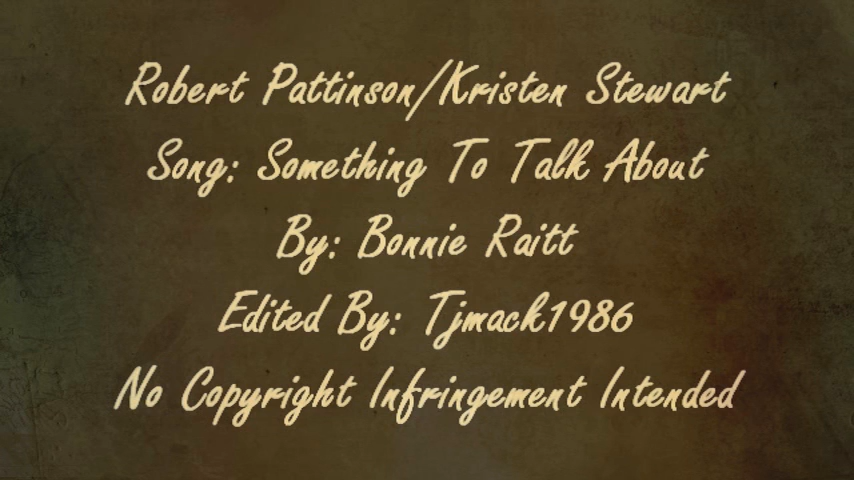 Robert Pattinson/Kristen Stewart
Song: Something To Talk About
By: Bonnie Raitt
Edited By: Tjmack1986
No Copyright Infringement Intended